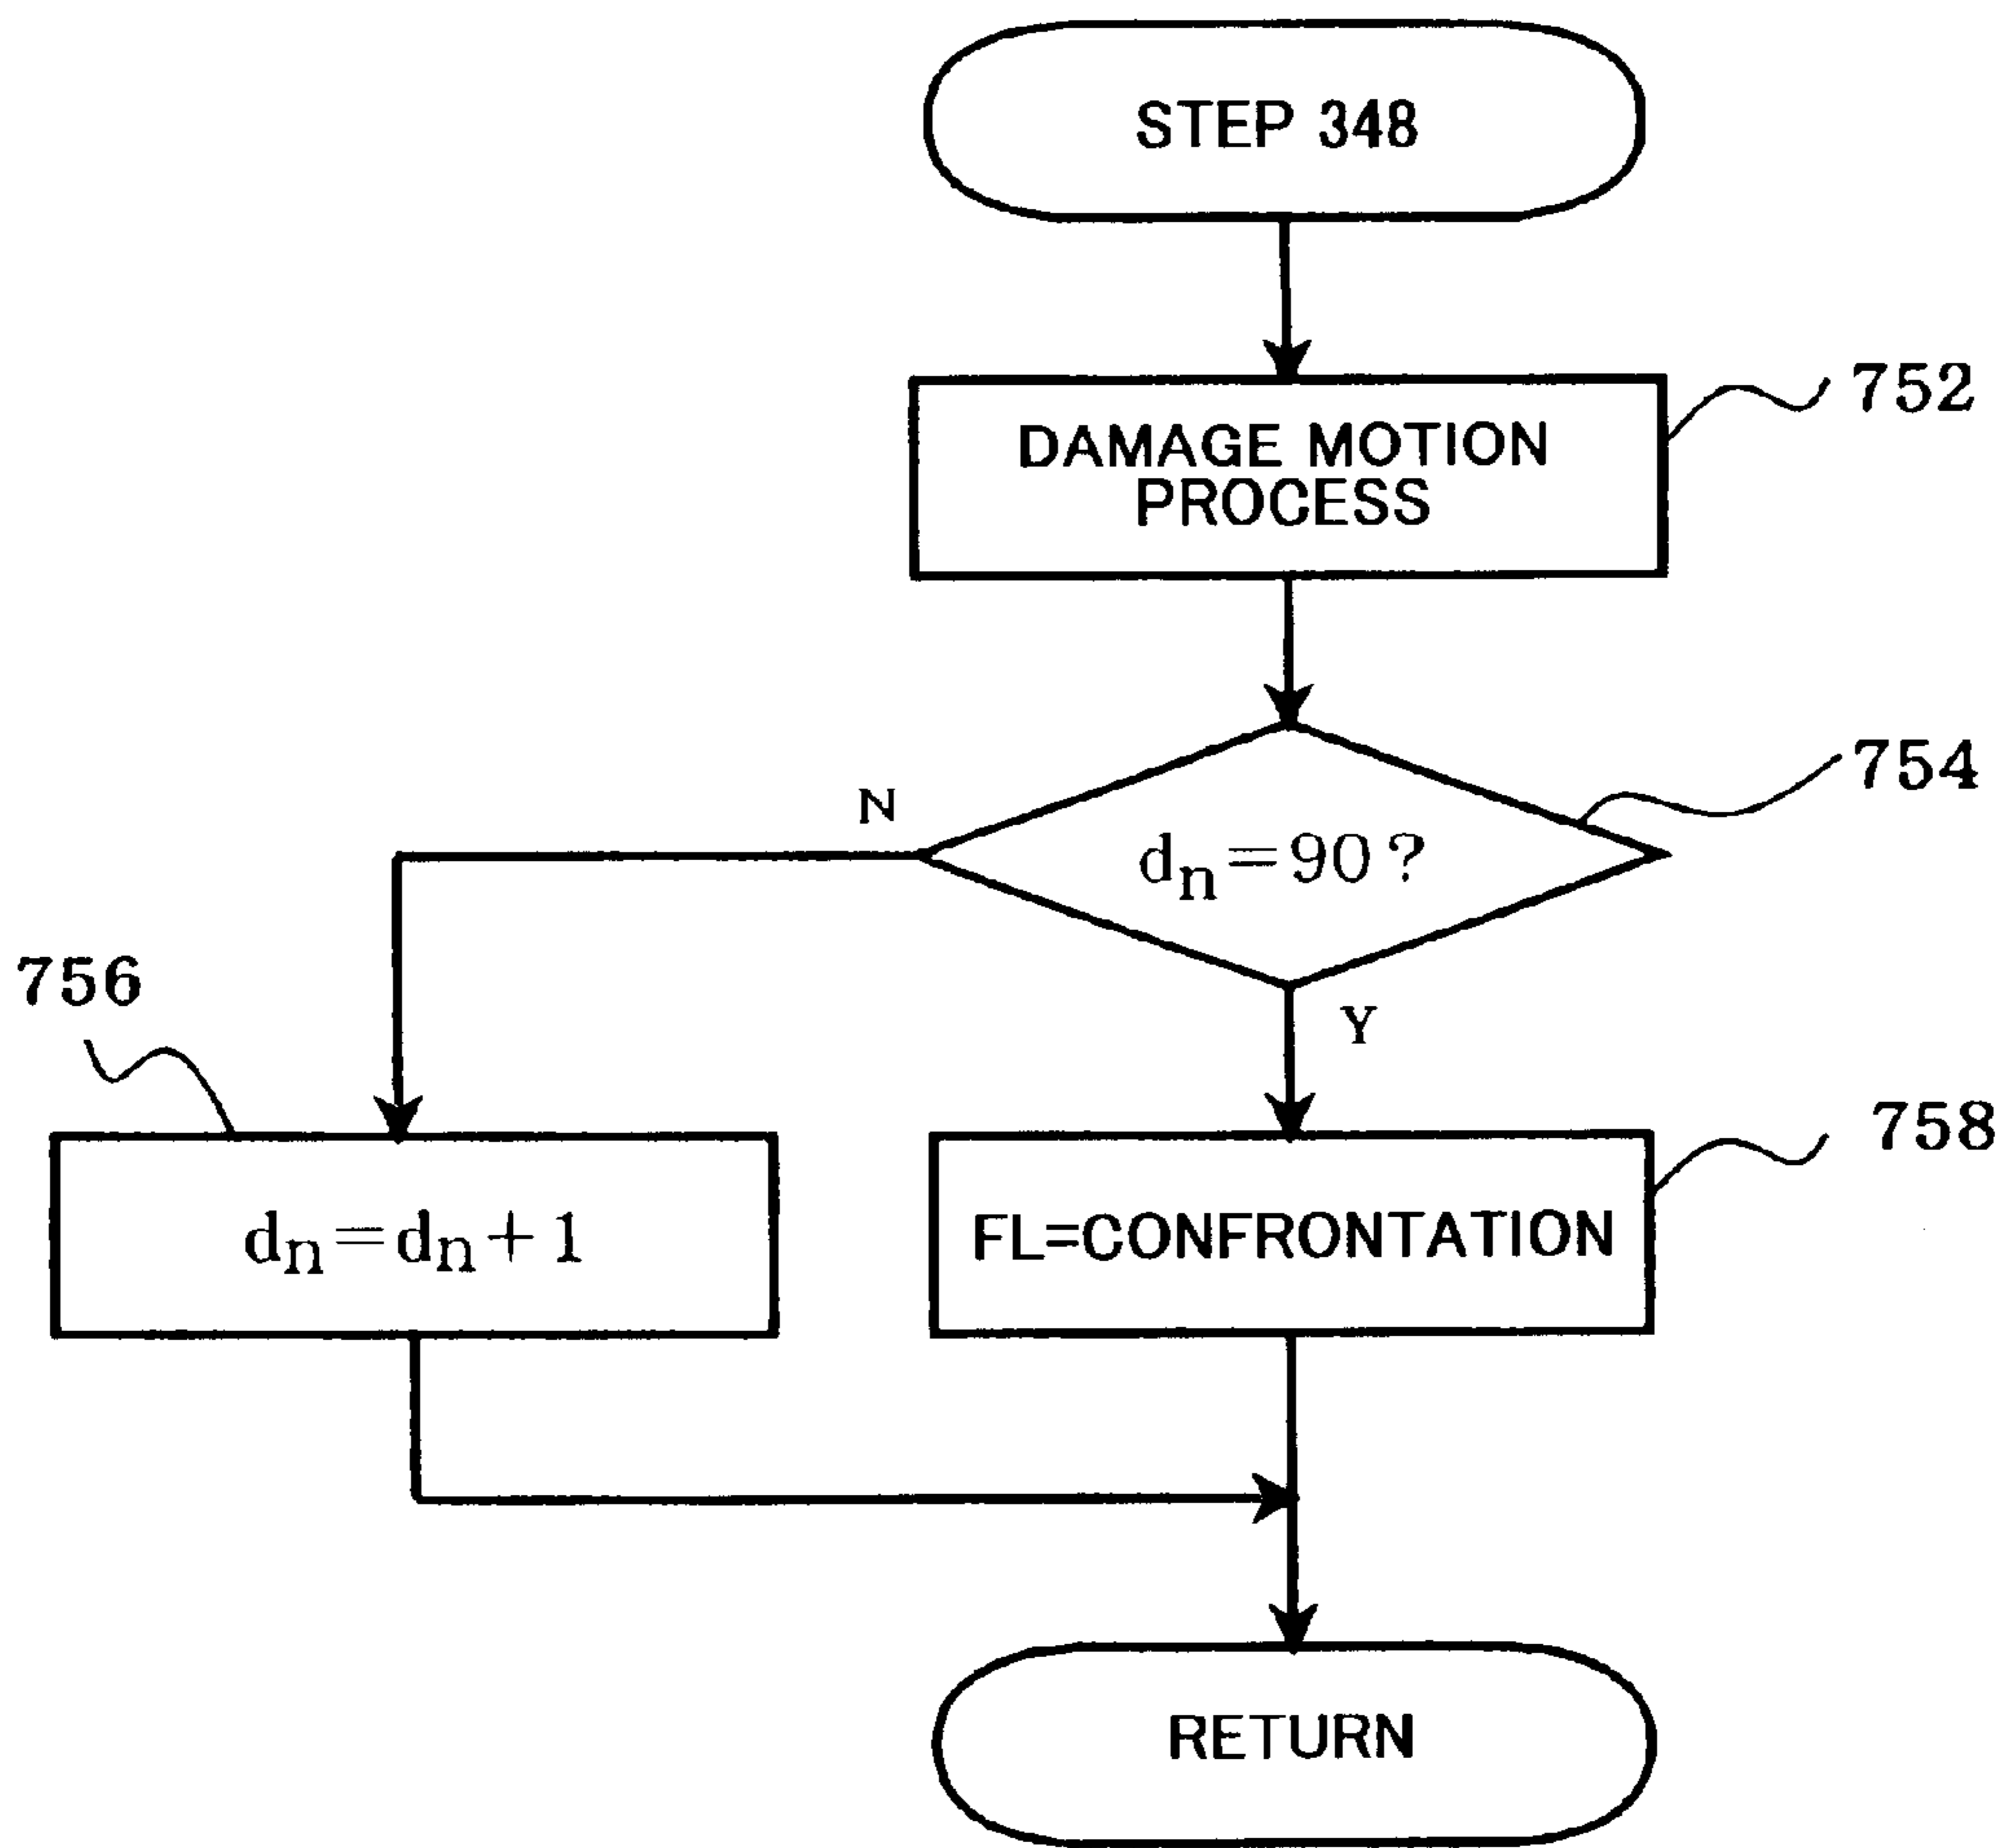 STEP 348
752
DAMAGE MOTION
PROCESS
754
N
dn=90?
756
Y
758
dn=dn+1
FL=CONFRONTATION
RETURN